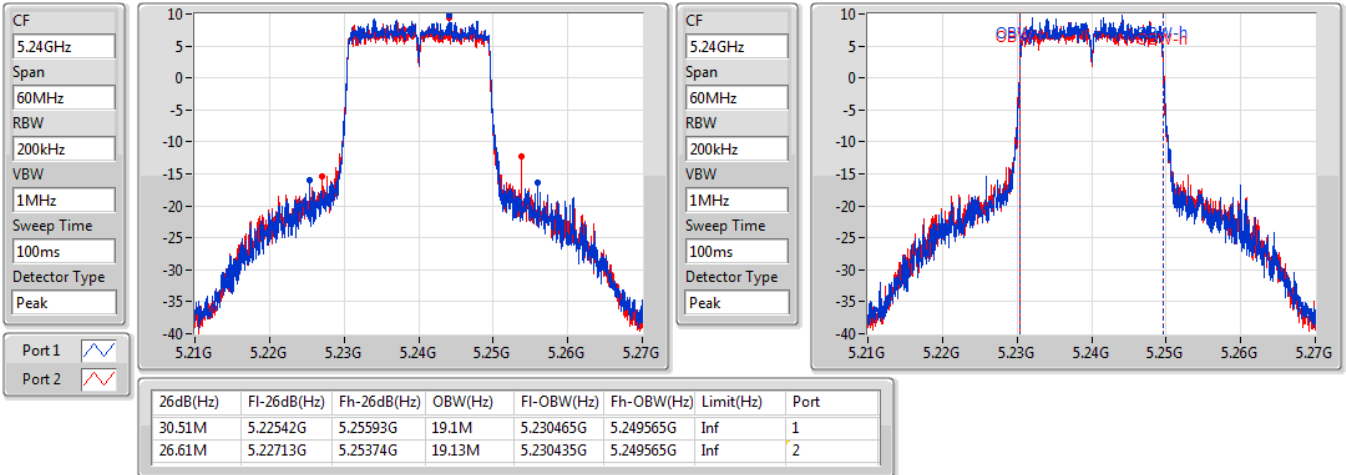 CF
5.24GHz
Span
60MHz
RBW
200kHz
VBW
1MHz
Sweep Time
100ms
Detector Type
Peak
10
5
0
-5
-10
-15
-20
-25
-30
-35
-40
5.21G 5.22G 5.23G 5.24G 5.25G 5.26G 5.27G
CF
5.24GHz
Span
60MHz
RBW
200kHz
VBW
1MHz
Sweep Time
100ms
Detector Type
Peak
10
5
0
-5
-10
-15
-20
-25
-30
-35
-40
5.21G 5.22G 5.23G 5.24G 5.25G 5.26G 5.27G
Port 1
Port 2
26dB(Hz) Fl-26dB(Hz) Fh-26dB(Hz) OBW(Hz) Fl-OBW(Hz) Fh-OBW(Hz) Limit(Hz) Port
30.51M 5.22542G 5.25593G 19.1M 5.230465G 5.249565G Inf 1
26.61M 5.22713G 5.25374G 19.13M 5.230435G 5.249565G Inf 2